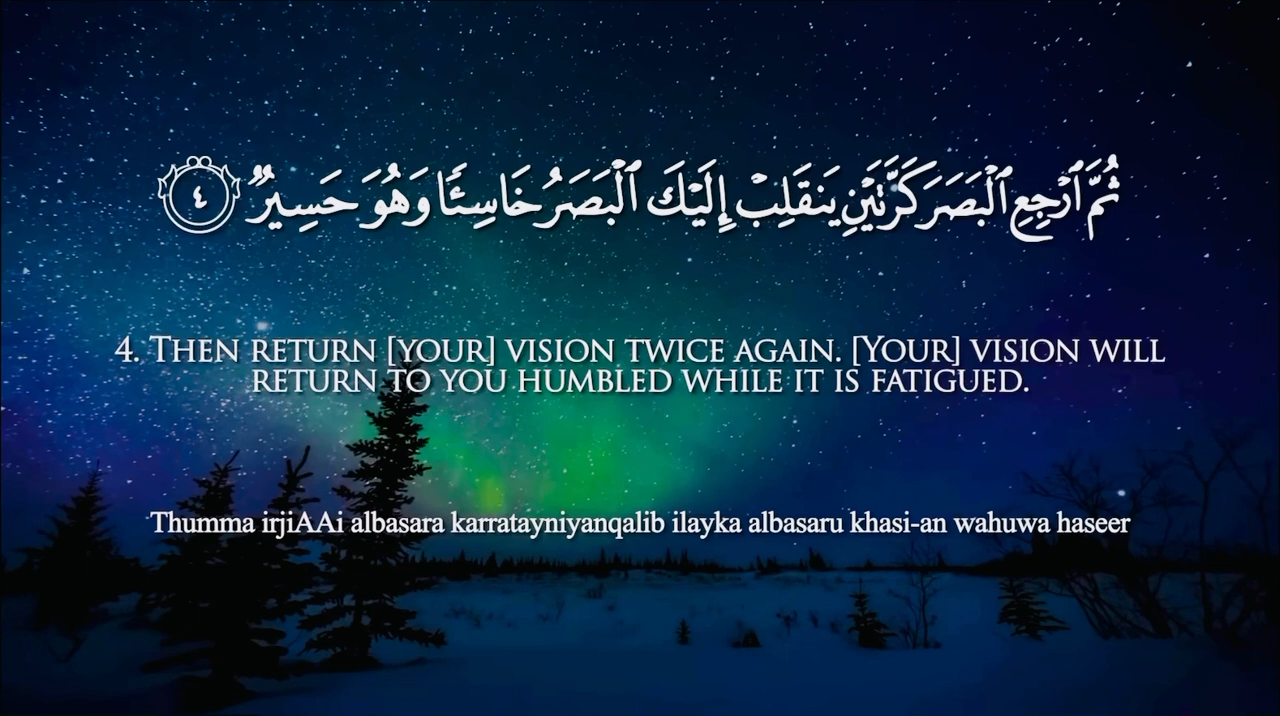 ثُمَّ ٱرْجِعِ ٱلْبَصَرَ كَرَّتَيْنِ يَنقَلِبْ إِلَيْكَ ٱلْبَصَرُ خَاسِئًا وَهُوَ حَسِيرٌ ٤
4. Then return [your] vision twice again. [Your] vision will
return to you humbled while it is fatigued.
Thumma irjiAAi albasara karratayniyanqalib ilayka albasaru khasi-an wahuwa haseer